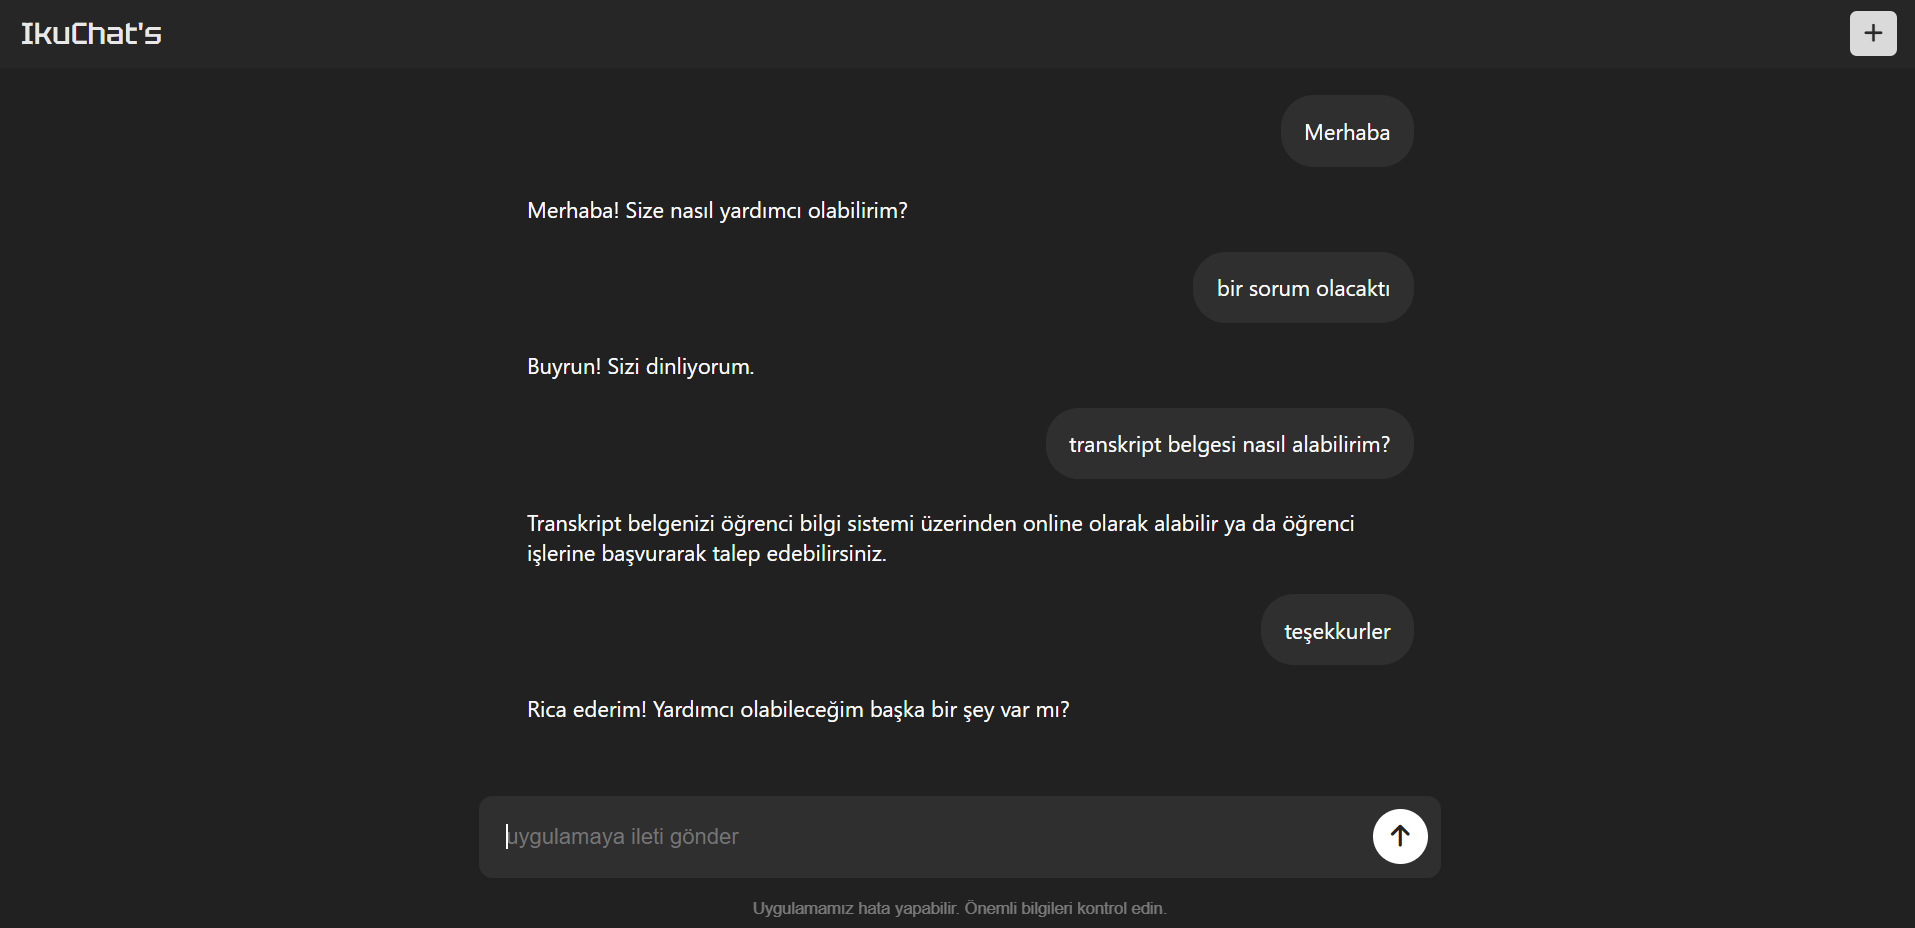 IkuChat's
+
Merhaba
Merhaba! Size nasıl yardımcı olabilirim?
bir sorum olacaktı
Buyrun! Sizi dinliyorum.
transkript belgesi nasıl alabilirim?
Transkript belgenizi öğrenci bilgi sistemi üzerinden online olarak alabilir ya da öğrenci
işlerine başvurarak talep edebilirsiniz.
teşekkurler
Rica ederim! Yardımcı olabileceğim başka bir şey var mı?
uygulamaya ileti gönder
Uygulamamız hata yapabilir. Önemli bilgileri kontrol edin.